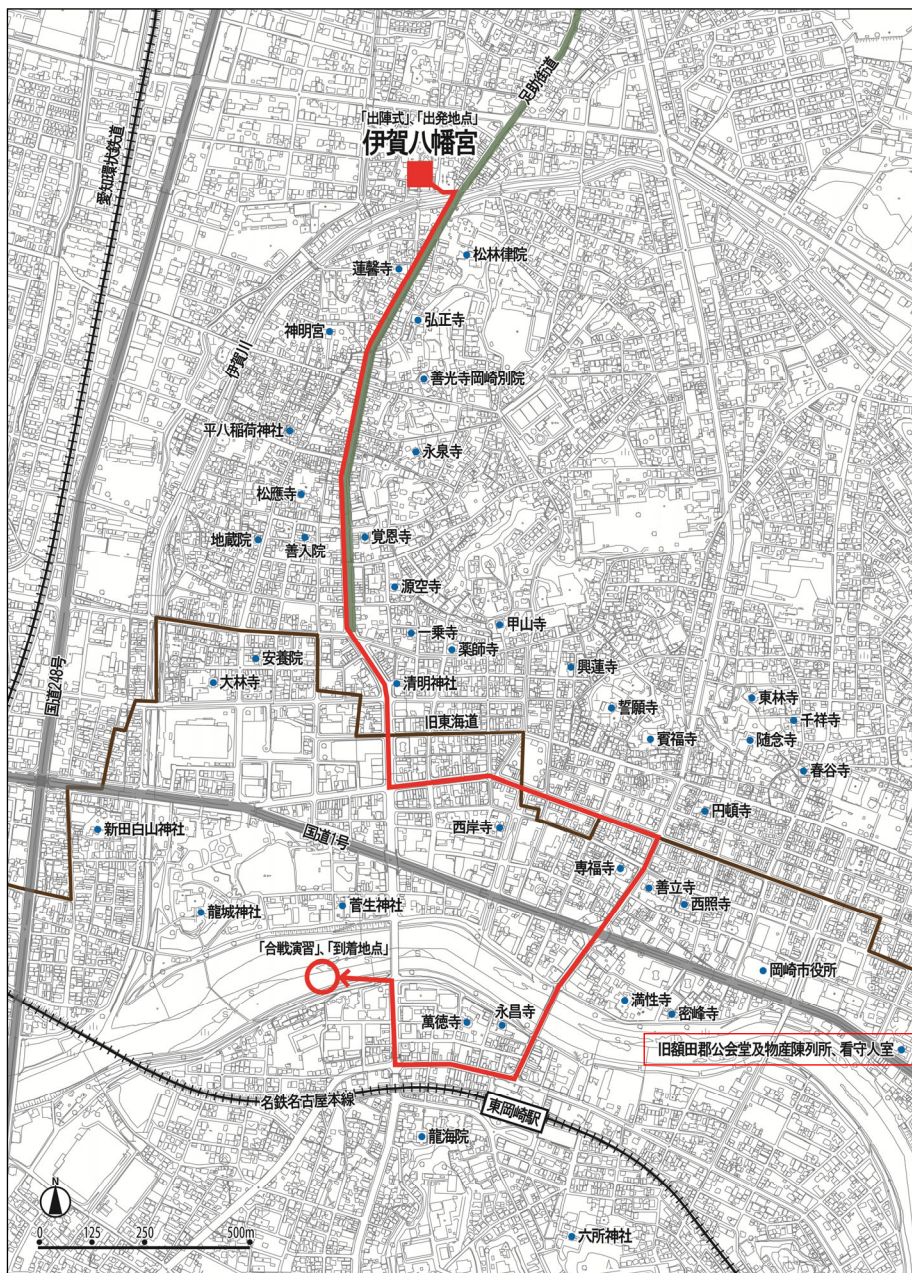 足助街道
「出陣式」、「出発地点」
伊賀八幡宮
愛知環状鉄道
松林律院
蓮馨寺
弘正寺
神明宮
伊賀川
善光寺岡崎別院
平八稲荷神社
永泉寺
松應寺
地蔵院
善入院
覚恩寺
源空寺
甲山寺
一乗寺
薬師寺
安養院
興蓮寺
大林寺
清明神社
国道248号
誓願寺
東林寺
千祥寺
旧東海道
賓福寺
随念寺
春谷寺
円頓寺
新田白山神社
国道1号
西岸寺
専福寺
善立寺
西照寺
龍城神社
菅生神社
「合戦演習」、「到着地点」
岡崎市役所
満性寺
密峰寺
萬徳寺
永昌寺
旧額田郡公会堂及物産陳列所、看守人室
名鉄名古屋本線
東岡崎駅
龍海院
六所神社
N
0 125 250 500m